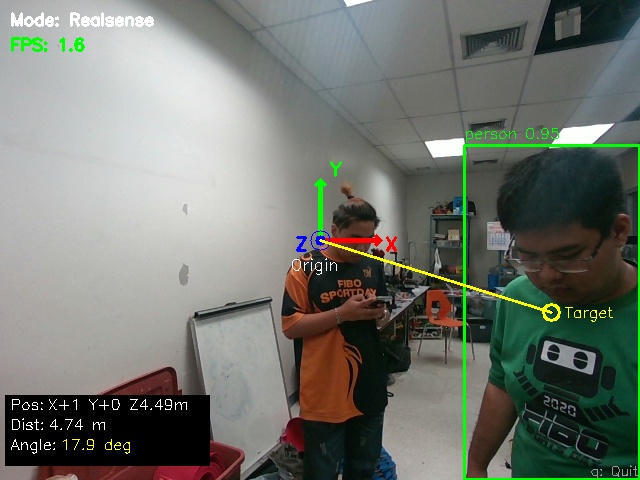 Mode: Realsense
FPS: 1.6
person 0.95
Y
Z
X
Origin
FIBO
SPORTDAY
Target
2020
FIBO
Pos: X+1 Y+0 Z4.49m
Dist: 4.74 m
Angle: 17.9 deg
q: Quit